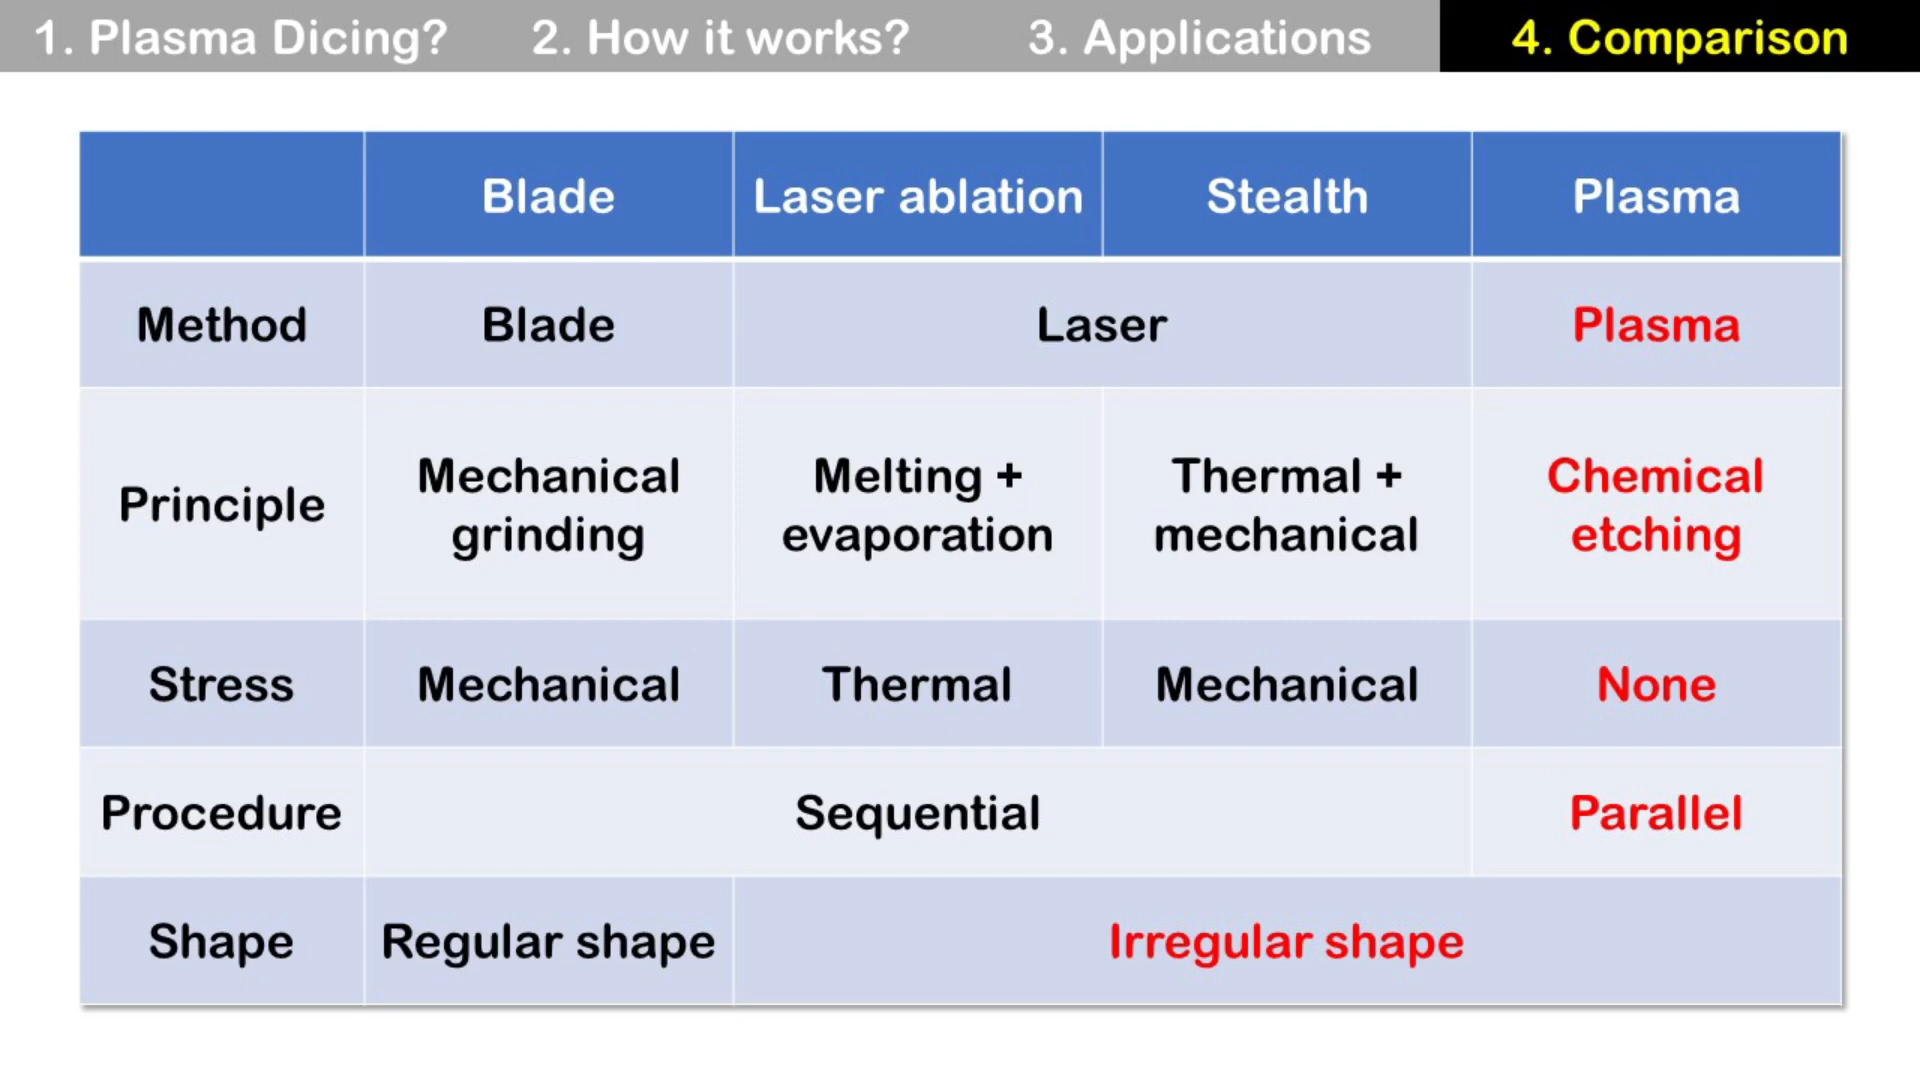 1. Plasma Dicing? 2. How it works? 3. Applications 4. Comparison
Blade Laser ablation Stealth Plasma
Method Blade Laser Plasma
Principle Mechanical grinding Melting + evaporation Thermal + mechanical Chemical etching
Stress Mechanical Thermal Mechanical None
Procedure Sequential Parallel
Shape Regular shape Irregular shape